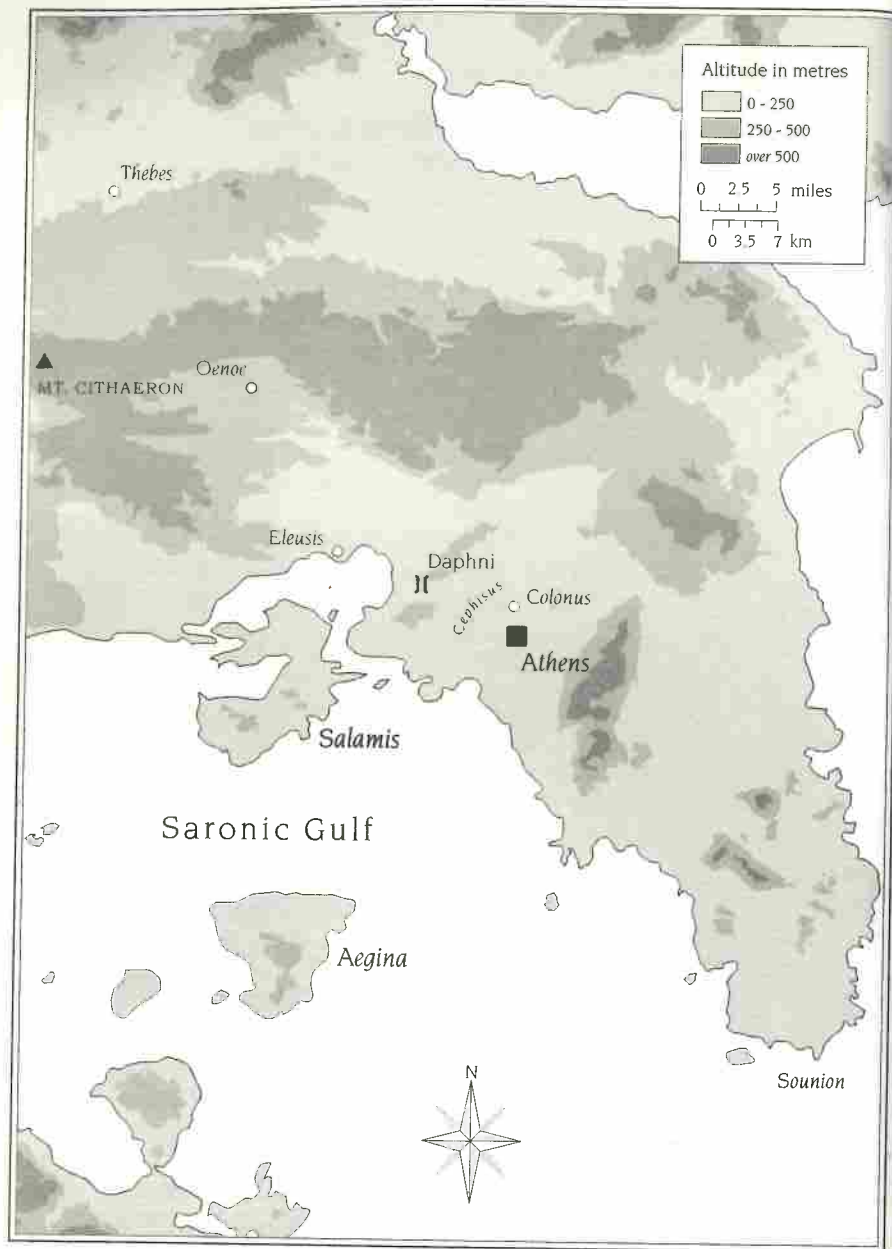 Altitude in metres
0 - 250
250 - 500
over 500
0 2.5 5 miles
0 3.5 7 km
Thebes
Oenoe
MT. CITHAERON
Eleusis
Daphni
Cephisus
Colonus
Athens
Salamis
Saronic Gulf
Aegina
N
Sounion